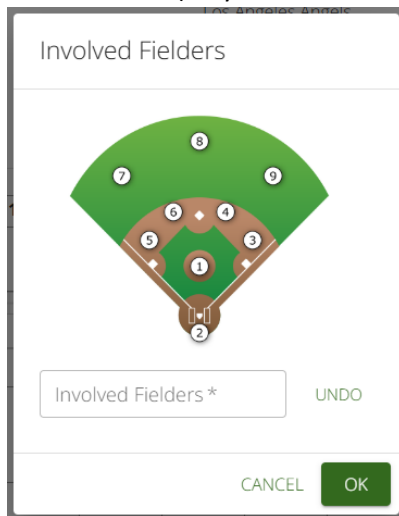 Los Angeles Angels
Involved Fielders
8
7 9
6 4
5 3
1
2
Involved Fielders *
UNDO
CANCEL
OK